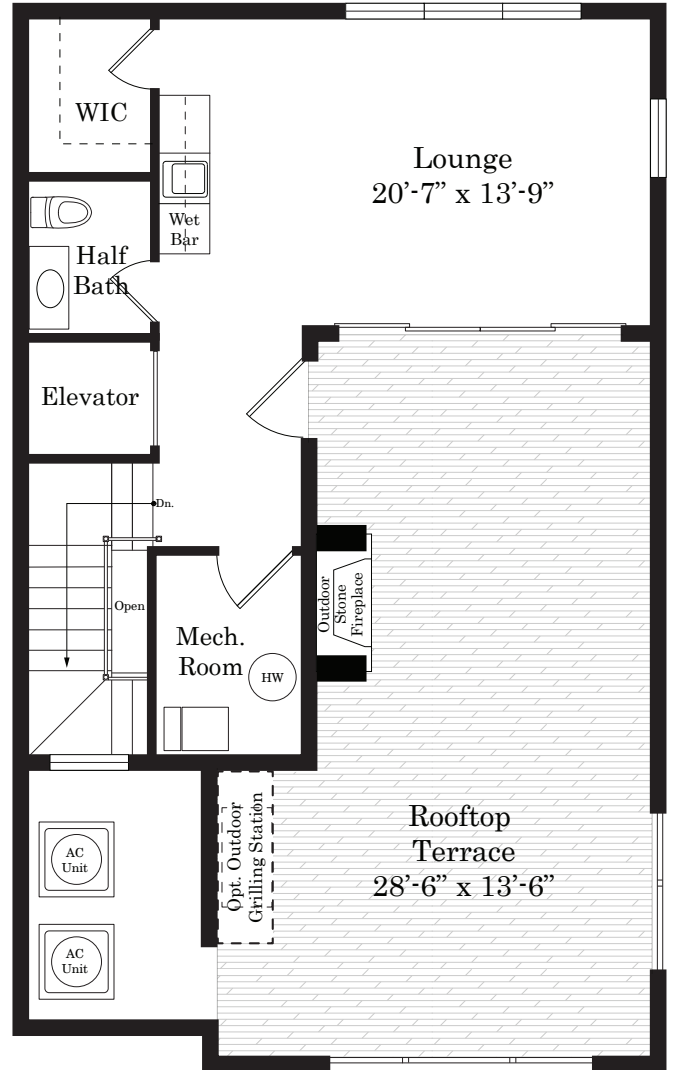 WIC
Lounge
20’-7” x 13’-9”
Wet
Bar
Half
Bath
Elevator
Dn.
Open
Outdoor
Stone
Fireplace
Mech.
Room
HW
Opt. Outdoor
Grilling Station
Rooftop
Terrace
28’-6” x 13’-6”
AC
Unit
AC
Unit